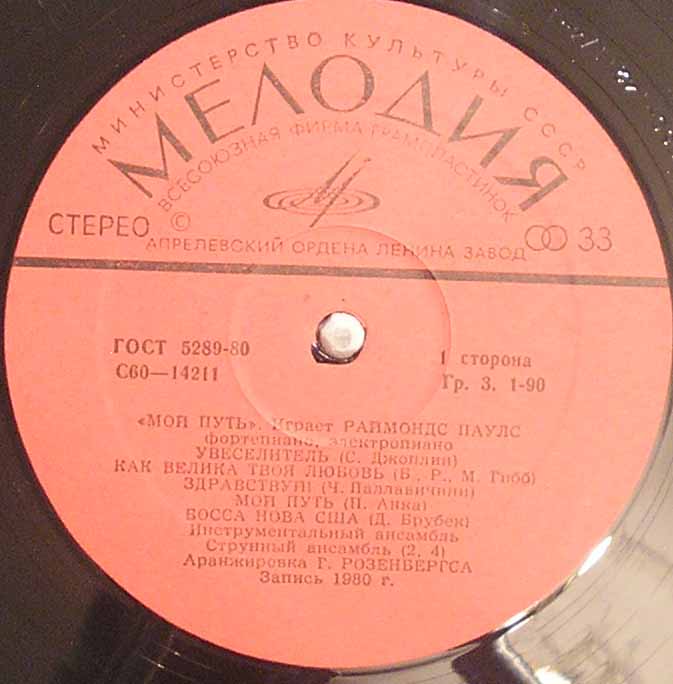 МИНИСТЕРСТВО КУЛЬТУРЫ СССР
МЕЛОДИЯ
ВСЕСОЮЗНАЯ ФИРМА ГРАМПЛАСТИНОК
СТЕРЕО ©
33
АПРЕЛЕВСКИЙ ОРДЕНА ЛЕНИНА ЗАВОД
ГОСТ 5289-80
С60—14211
1 сторона
Гр. 3. 1-90
«МОЙ ПУТЬ». Играет РАЙМОНДС ПАУЛС
фортепиано, электропиано
УВЕСЕЛИТЕЛЬ (С. Джоплин)
КАК ВЕЛИКА ТВОЯ ЛЮБОВЬ (Б., Р., М. Гибб)
ЗДРАВСТВУЙ! (Ч. Паллавичини)
МОЙ ПУТЬ (П. Анка)
БОССА НОВА США (Д. Брубек)
Инструментальный ансамбль
Струнный ансамбль (2, 4)
Аранжировка Г. РОЗЕНБЕРГСА
Запись 1980 г.